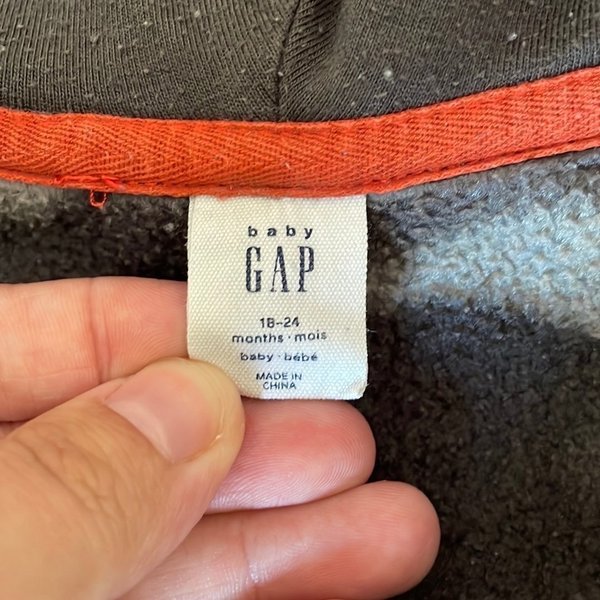 baby
GAP
18-24
months · mois
baby · bébé
MADE IN
CHINA